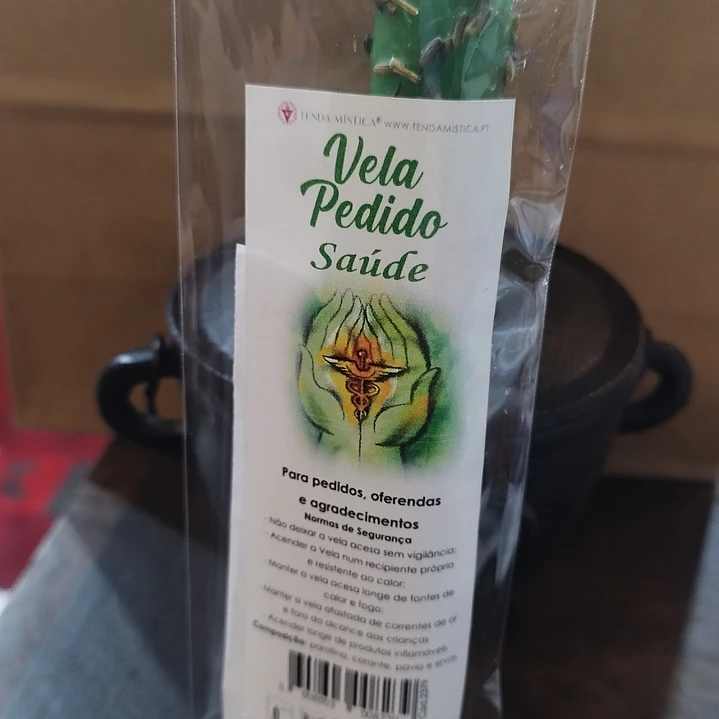 TENDA MÍSTICA® WWW.TENDAMISTICA.PT
Vela
Pedido
Saúde
Para pedidos, oferendas
e agradecimentos
Normas de Segurança
- Não deixar a vela acesa sem vigilância;
- Acender a Vela num recipiente próprio
e resistente ao calor;
- Manter a vela acesa longe de fontes de
calor e fogo;
- Manter a vela afastada de correntes de ar
e fora do alcance das crianças
- Acender longe de produtos inflamáveis
Composição: parafina, corante, pavio e